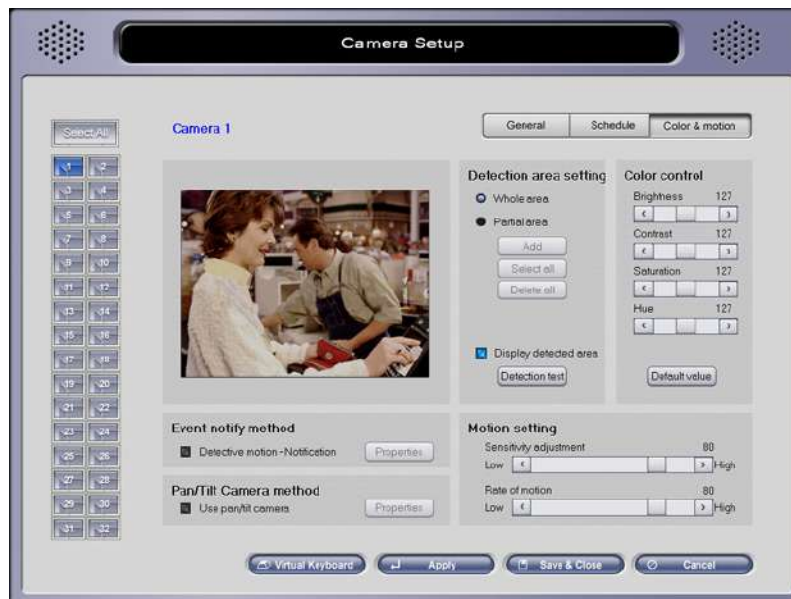 Camera Setup
Select All
Camera 1
General
Schedule
Color & motion
1 2
3 4
5 6
7 8
9 10
11 12
13 14
15 16
17 18
19 20
21 22
23 24
25 26
27 28
29 30
31 32
Detection area setting
Whole area
Partial area
Add
Select all
Delete all
Display detected area
Detection test
Color control
Brightness 127
Contrast 127
Saturation 127
Hue 127
Default value
Event notify method
Detective motion -Notification
Properties
Pan/Tilt Camera method
Use pan/tilt camera
Properties
Motion setting
Sensitivity adjustment 80
Low High
Rate of motion 80
Low High
Virtual Keyboard
Apply
Save & Close
Cancel